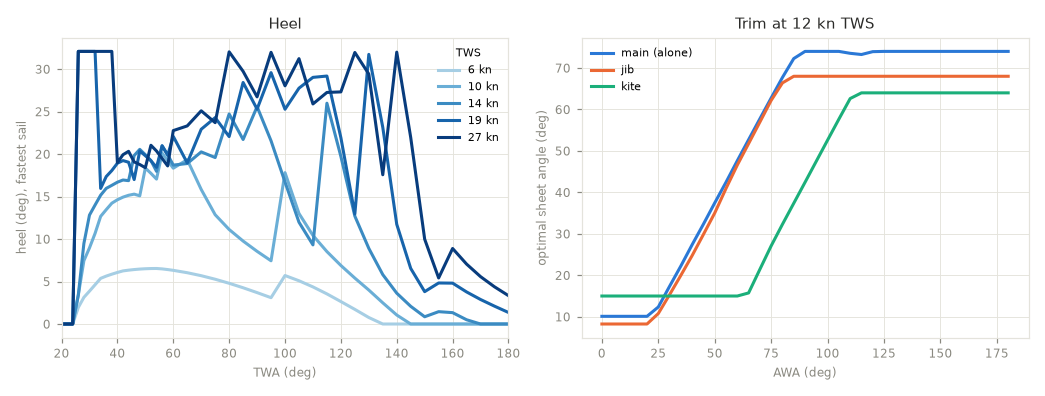 Heel
TWS
6 kn
10 kn
14 kn
19 kn
27 kn
30
25
20
15
10
5
0
heel (deg), fastest sail
20 40 60 80 100 120 140 160 180
TWA (deg)
Trim at 12 kn TWS
main (alone)
jib
kite
70
60
50
40
30
20
10
optimal sheet angle (deg)
0 25 50 75 100 125 150 175
AWA (deg)